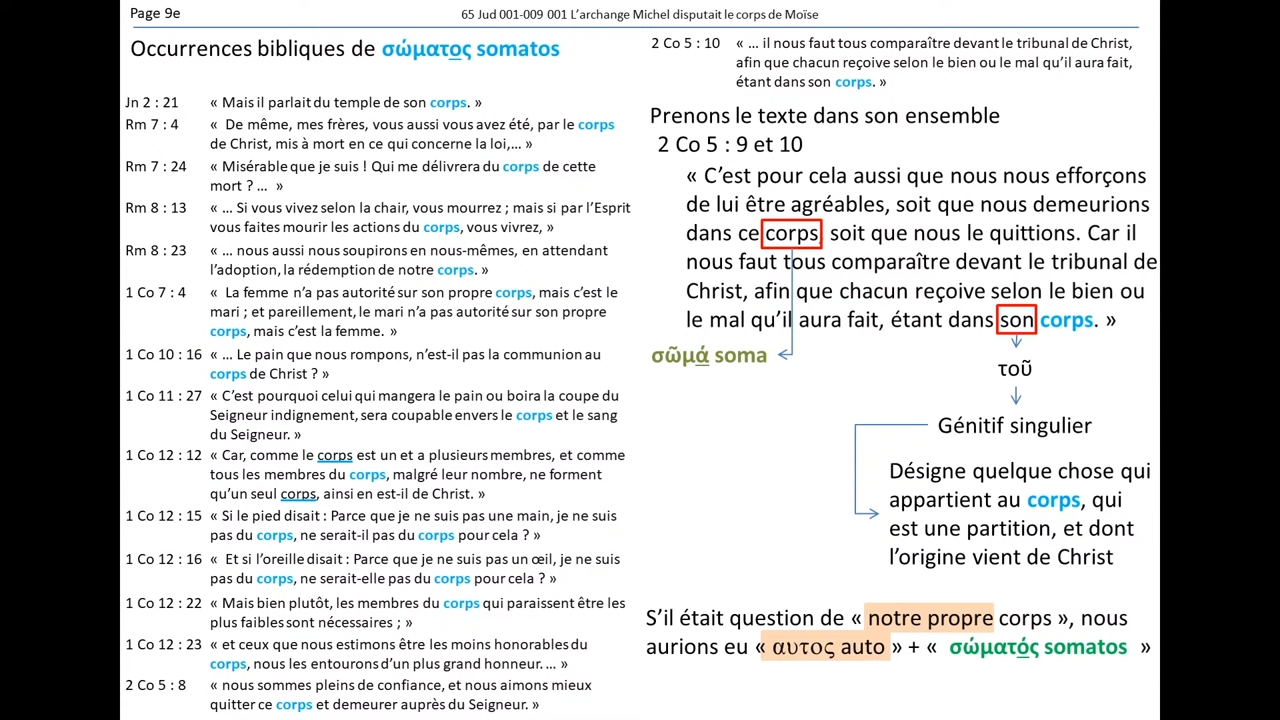 Page 9e
65 Jud 001-009 001 L’archange Michel disputait le corps de Moïse
Occurrences bibliques de σώματος somatos
Jn 2 : 21 « Mais il parlait du temple de son corps. »
Rm 7 : 4 « De même, mes frères, vous aussi vous avez été, par le corps
de Christ, mis à mort en ce qui concerne la loi,… »
Rm 7 : 24 « Misérable que je suis ! Qui me délivrera du corps de cette
mort ? … »
Rm 8 : 13 « … Si vous vivez selon la chair, vous mourrez ; mais si par l’Esprit
vous faites mourir les actions du corps, vous vivrez, »
Rm 8 : 23 « … nous aussi nous soupirons en nous-mêmes, en attendant
l’adoption, la rédemption de notre corps. »
1 Co 7 : 4 « La femme n’a pas autorité sur son propre corps, mais c’est le
mari ; et pareillement, le mari n’a pas autorité sur son propre
corps, mais c’est la femme. »
1 Co 10 : 16 « … Le pain que nous rompons, n’est-il pas la communion au
corps de Christ ? »
1 Co 11 : 27 « C’est pourquoi celui qui mangera le pain ou boira la coupe du
Seigneur indignement, sera coupable envers le corps et le sang
du Seigneur. »
1 Co 12 : 12 « Car, comme le corps est un et a plusieurs membres, et comme
tous les membres du corps, malgré leur nombre, ne forment
qu’un seul corps, ainsi en est-il de Christ. »
1 Co 12 : 15 « Si le pied disait : Parce que je ne suis pas une main, je ne suis
pas du corps, ne serait-il pas du corps pour cela ? »
1 Co 12 : 16 « Et si l’oreille disait : Parce que je ne suis pas un œil, je ne suis
pas du corps, ne serait-elle pas du corps pour cela ? »
1 Co 12 : 22 « Mais bien plutôt, les membres du corps qui paraissent être les
plus faibles sont nécessaires ; »
1 Co 12 : 23 « et ceux que nous estimons être les moins honorables du
corps, nous les entourons d’un plus grand honneur. … »
2 Co 5 : 8 « nous sommes pleins de confiance, et nous aimons mieux
quitter ce corps et demeurer auprès du Seigneur. »
2 Co 5 : 10 « … il nous faut tous comparaître devant le tribunal de Christ,
afin que chacun reçoive selon le bien ou le mal qu’il aura fait,
étant dans son corps. »
Prenons le texte dans son ensemble
2 Co 5 : 9 et 10
« C’est pour cela aussi que nous nous efforçons
de lui être agréables, soit que nous demeurions
dans ce corps, soit que nous le quittions. Car il
nous faut tous comparaître devant le tribunal de
Christ, afin que chacun reçoive selon le bien ou
le mal qu’il aura fait, étant dans son corps. »
σῶμά soma
τοῦ
Génitif singulier
Désigne quelque chose qui
appartient au corps, qui
est une partition, et dont
l’origine vient de Christ
S’il était question de « notre propre corps », nous
aurions eu « αυτος auto » + « σώματός somatos »